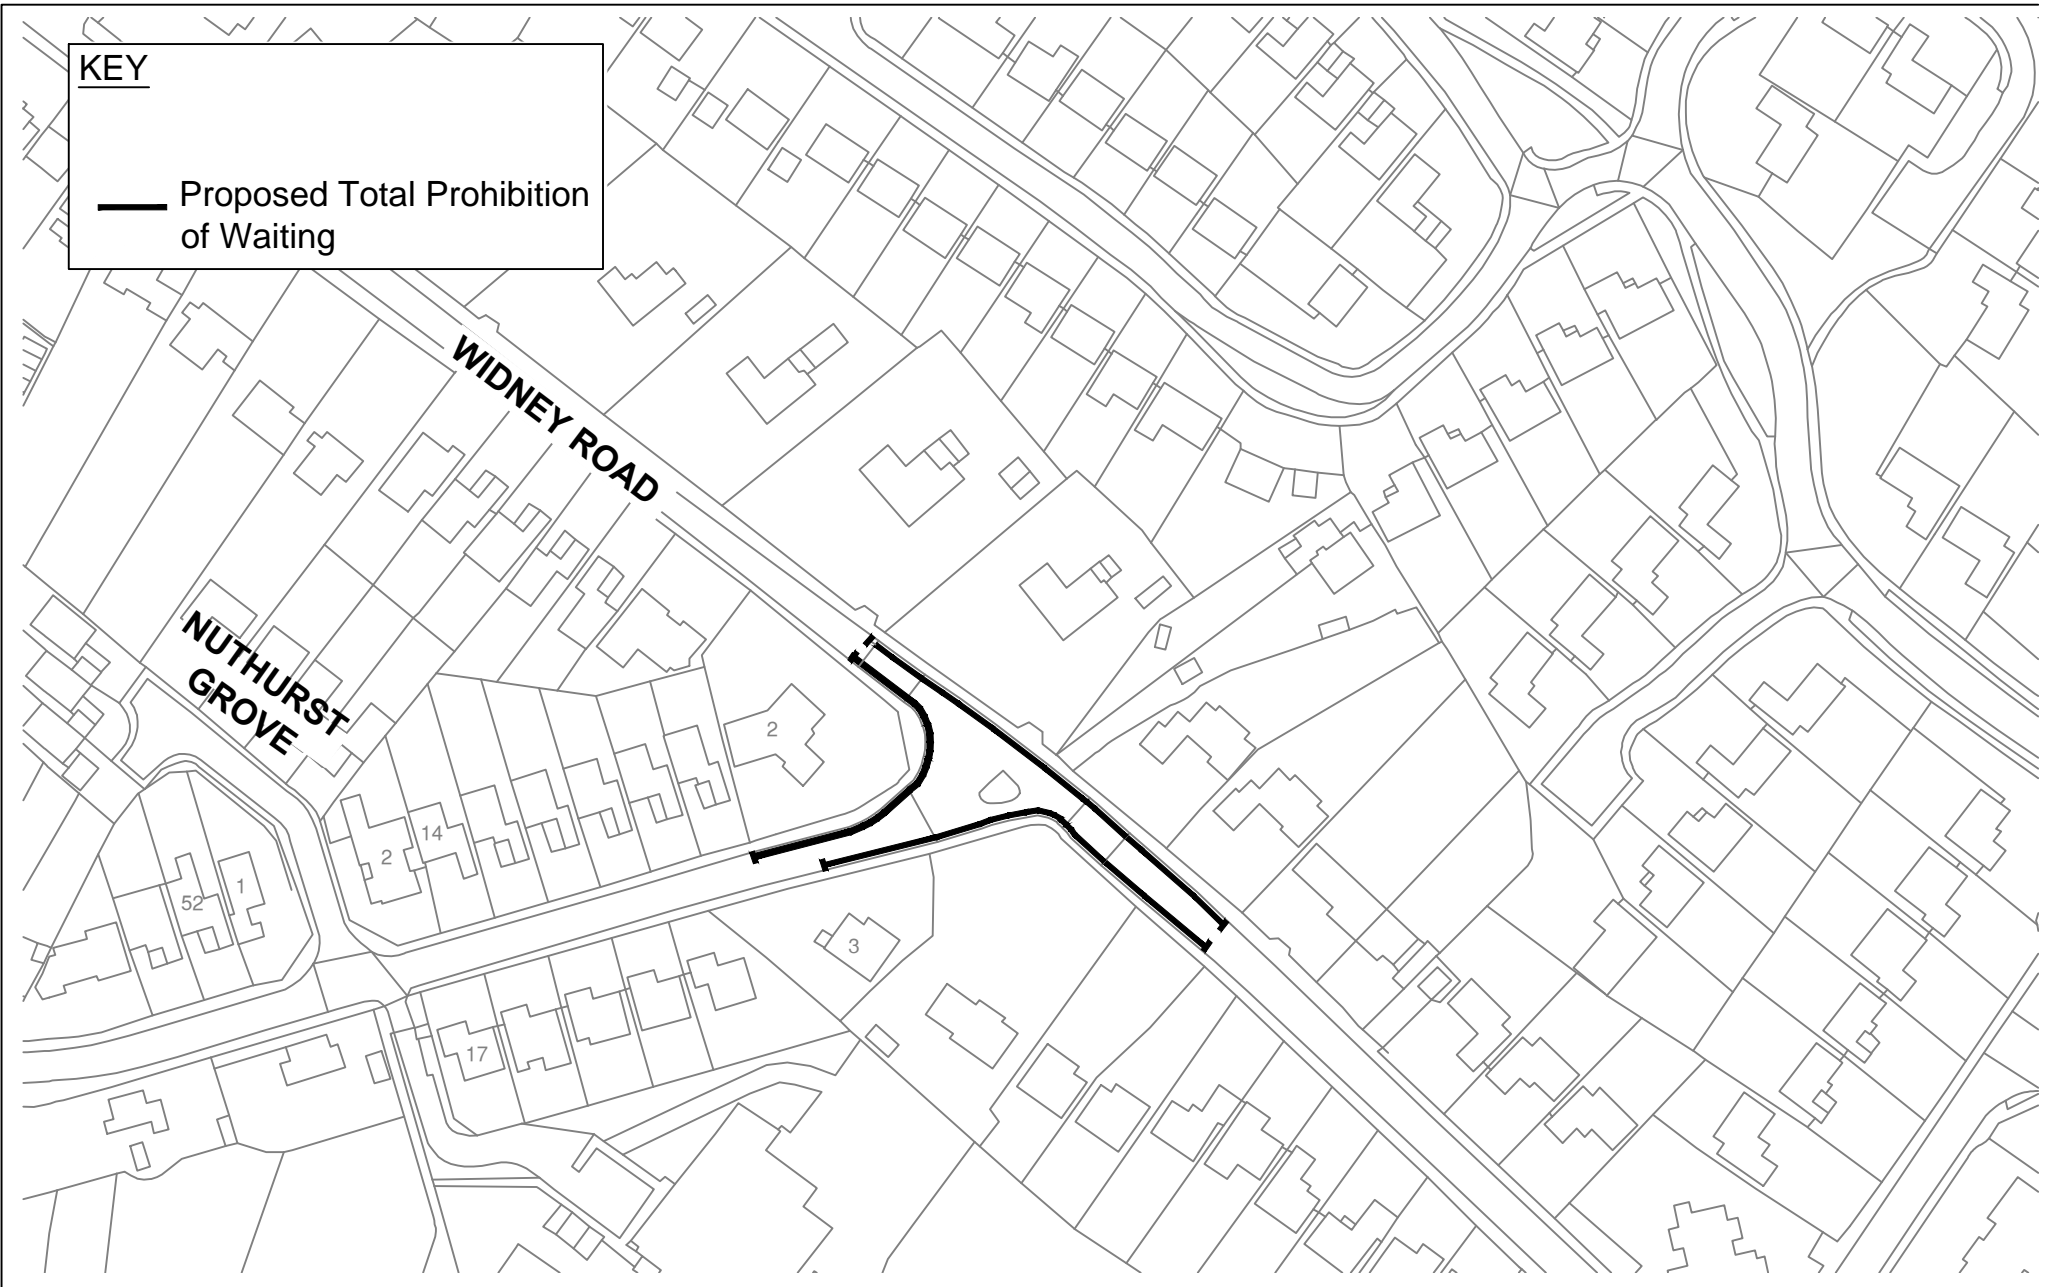 KEY
Proposed Total Prohibition
of Waiting
WIDNEY ROAD
NUTHURST
GROVE
2
14
2
52
1
3
17